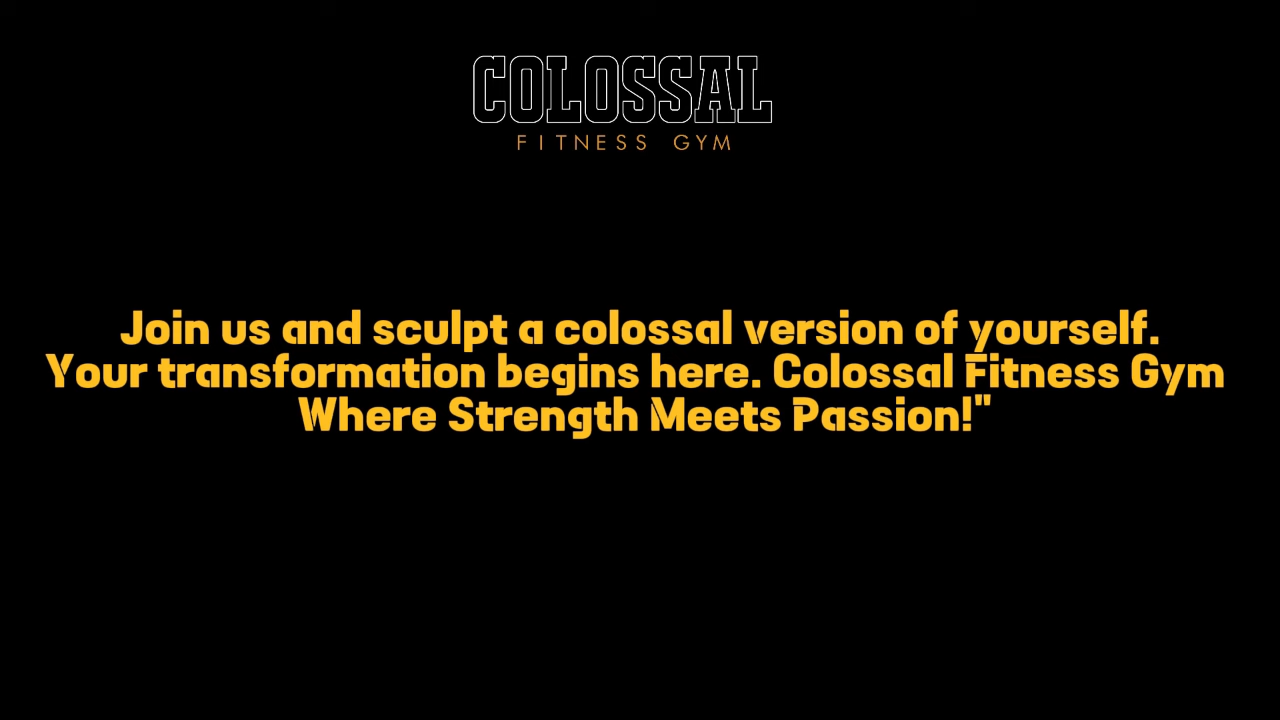 COLOSSAL
FITNESS GYM
Join us and sculpt a colossal version of yourself.
Your transformation begins here. Colossal Fitness Gym
Where Strength Meets Passion!"